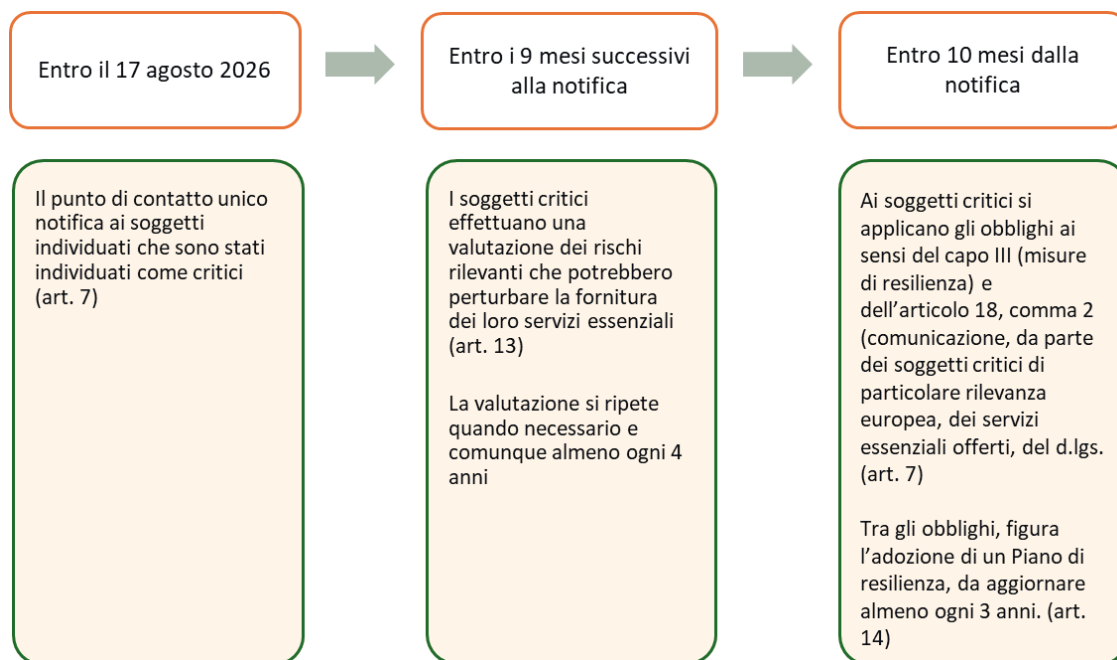 Entro il 17 agosto 2026
Entro i 9 mesi successivi
alla notifica
Entro 10 mesi dalla
notifica
Il punto di contatto unico
notifica ai soggetti
individuati che sono stati
individuati come critici
(art. 7)
I soggetti critici
effettuano una
valutazione dei rischi
rilevanti che potrebbero
perturbare la fornitura
dei loro servizi essenziali
(art. 13)
La valutazione si ripete
quando necessario e
comunque almeno ogni 4
anni
Ai soggetti critici si
applicano gli obblighi ai
sensi del capo III (misure
di resilienza) e
dell’articolo 18, comma 2
(comunicazione, da parte
dei soggetti critici di
particolare rilevanza
europea, dei servizi
essenziali offerti, del d.lgs.
(art. 7)
Tra gli obblighi, figura
l’adozione di un Piano di
resilienza, da aggiornare
almeno ogni 3 anni. (art.
14)